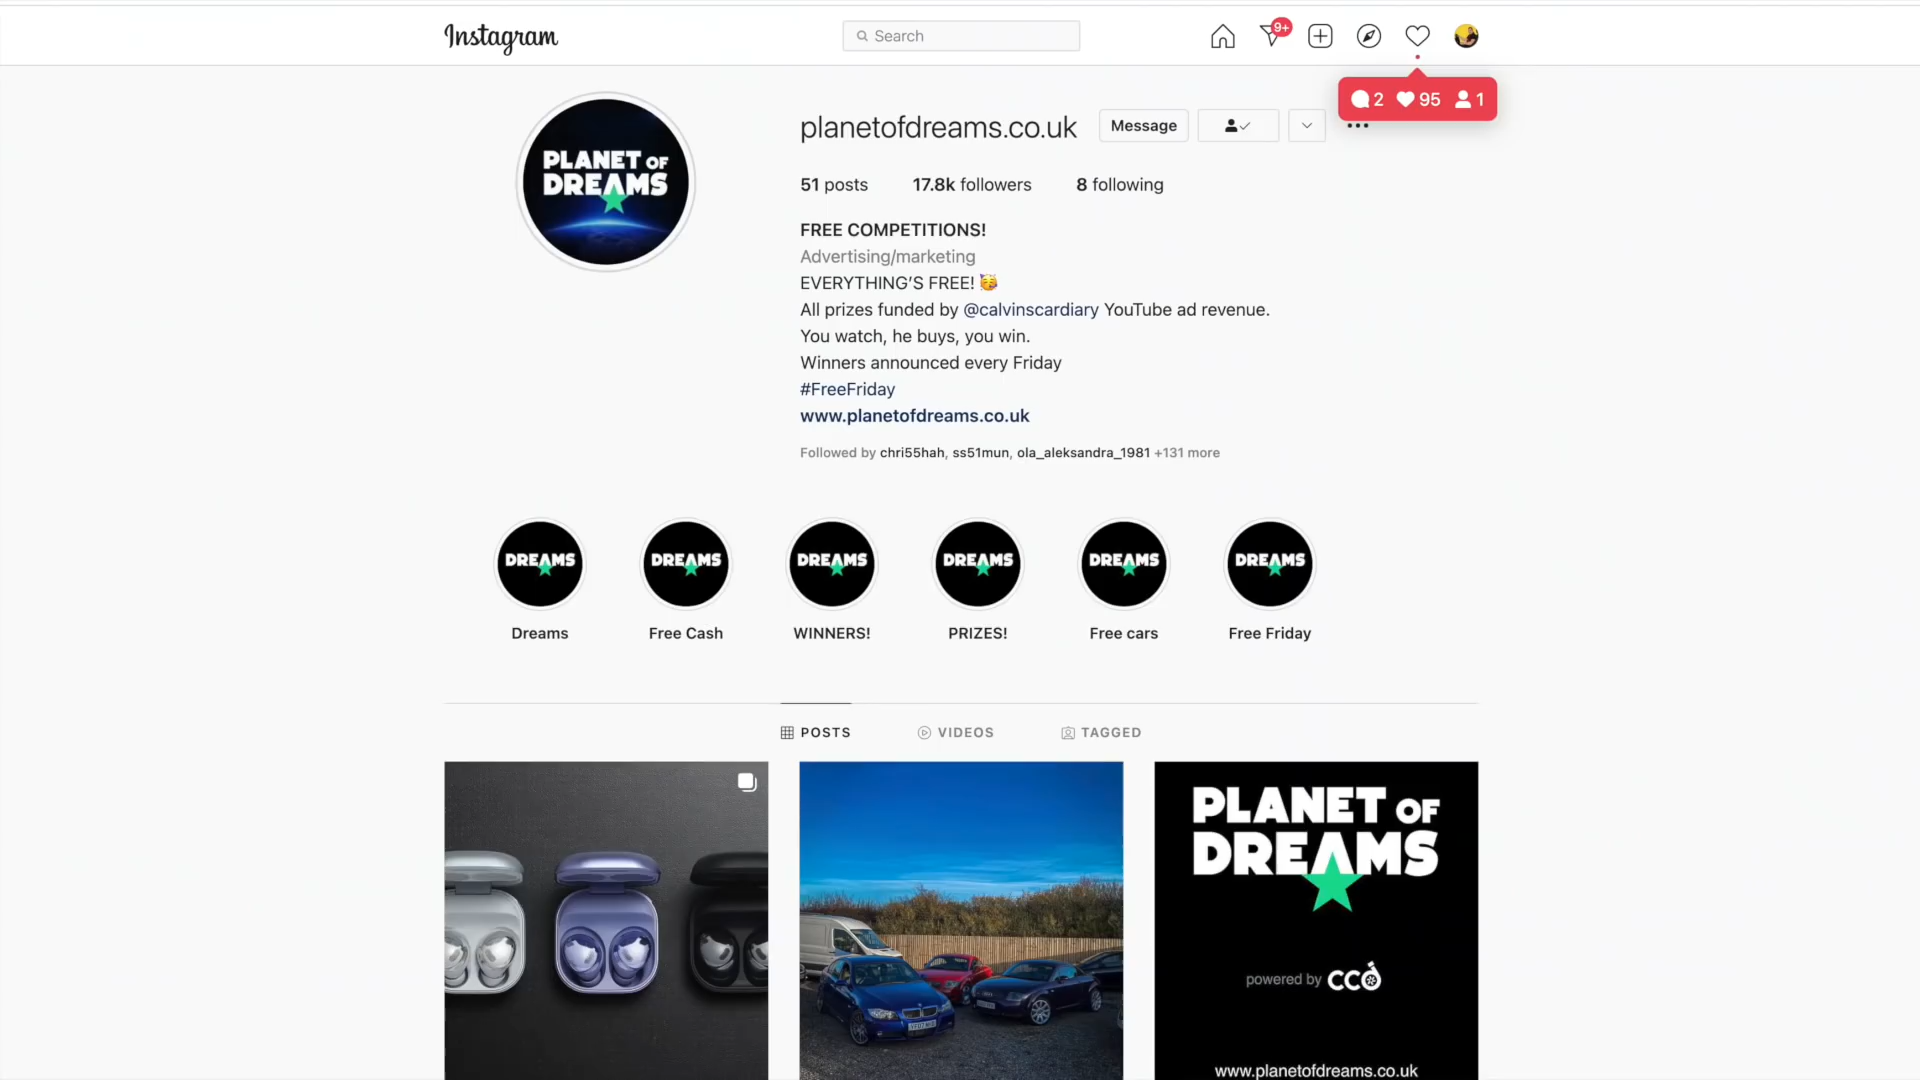 Instagram
Search
9+
2 95 1
PLANET OF
DREAMS
planetofdreams.co.uk Message
51 posts 17.8k followers 8 following
FREE COMPETITIONS!
Advertising/marketing
EVERYTHING'S FREE! 🥳
All prizes funded by @calvinscardiary YouTube ad revenue.
You watch, he buys, you win.
Winners announced every Friday
#FreeFriday
www.planetofdreams.co.uk
Followed by chri55hah, ss51mun, ola_aleksandra_1981 +131 more
DREAMS DREAMS DREAMS DREAMS DREAMS DREAMS
Dreams Free Cash WINNERS! PRIZES! Free cars Free Friday
POSTS VIDEOS TAGGED
PLANET OF
DREAMS
powered by CCD
www.planetofdreams.co.uk